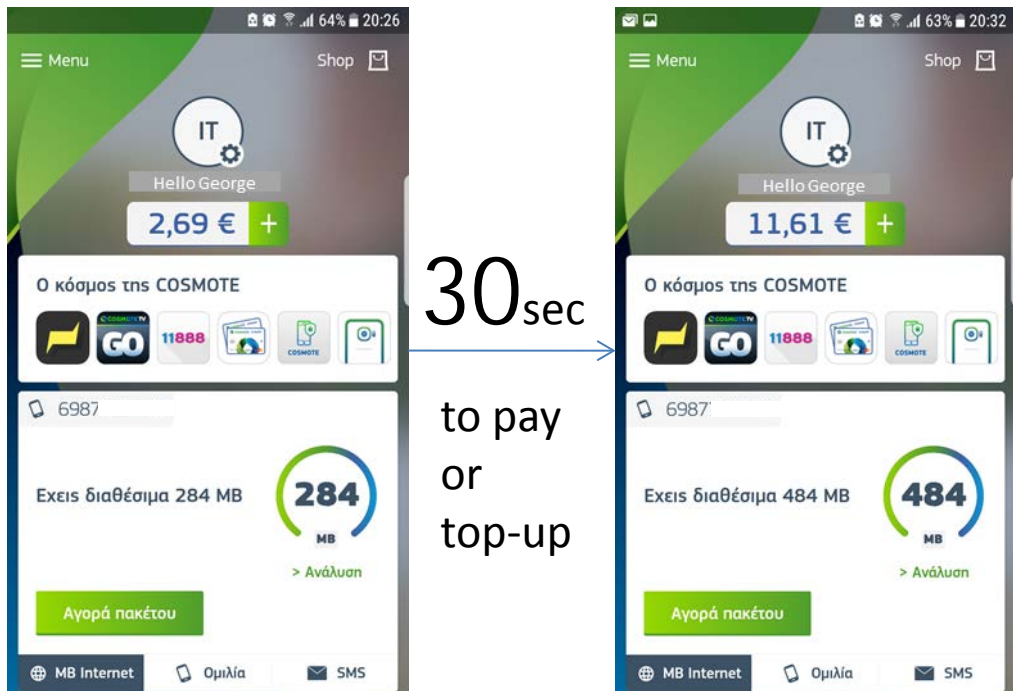 64% 20:26
Menu
Shop
IT
Hello George
2,69 € +
Ο κόσμος της COSMOTE
COSMOTE TV
GO
11888
COSMOTE
6987
Εχεις διαθέσιμα 284 MB
284
MB
> Ανάλυση
Αγορά πακέτου
MB Internet
Ομιλία
SMS
30sec
to pay
or
top-up
63% 20:32
Menu
Shop
IT
Hello George
11,61 € +
Ο κόσμος της COSMOTE
COSMOTE TV
GO
11888
COSMOTE
6987
Εχεις διαθέσιμα 484 MB
484
MB
> Ανάλυση
Αγορά πακέτου
MB Internet
Ομιλία
SMS